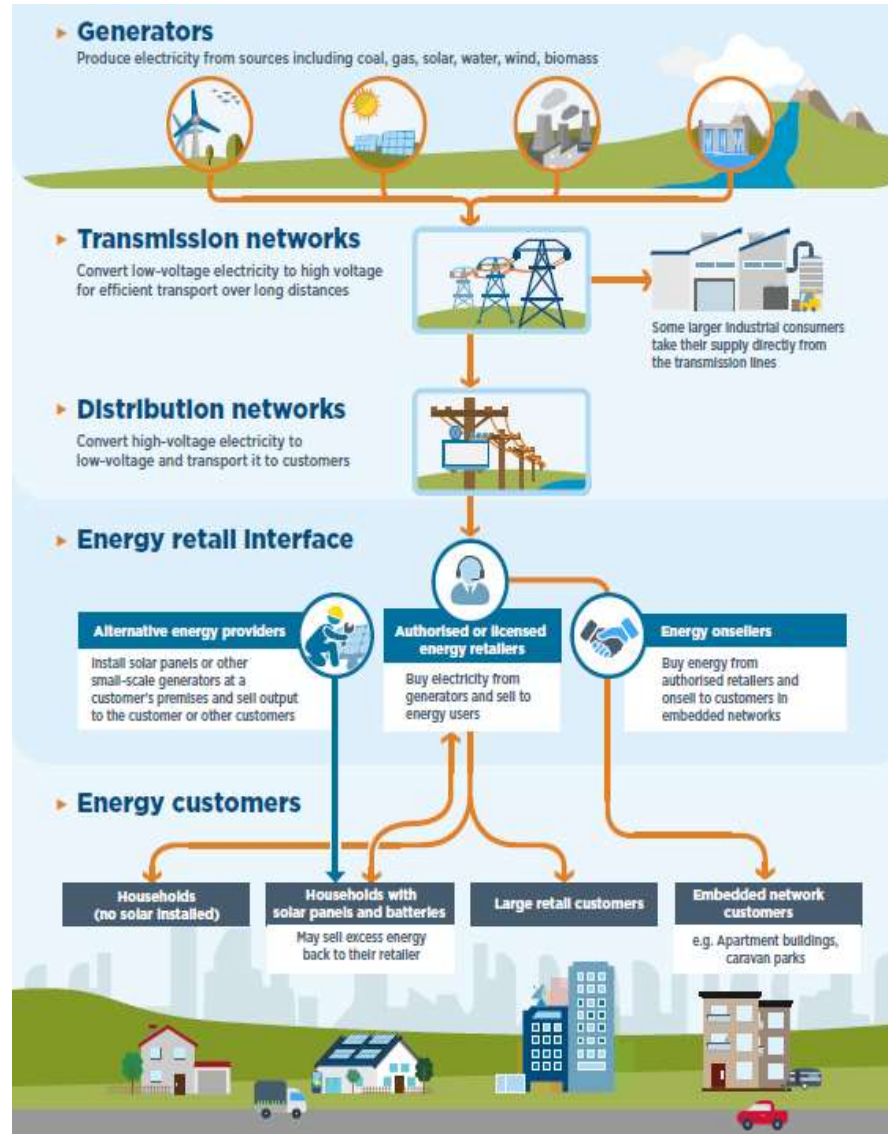 Generators
Produce electricity from sources including coal, gas, solar, water, wind, biomass
Transmission networks
Convert low-voltage electricity to high voltage
for efficient transport over long distances
Some larger industrial consumers
take their supply directly from
the transmission lines
Distribution networks
Convert high-voltage electricity to
low-voltage and transport it to customers
Energy retail interface
Alternative energy providers
Install solar panels or other
small-scale generators at a
customer's premises and sell output
to the customer or other customers
Authorised or licensed
energy retailers
Buy electricity from
generators and sell to
energy users
Energy onsellers
Buy energy from
authorised retailers and
onsell to customers in
embedded networks
Energy customers
Households
(no solar installed)
Households with
solar panels and batteries
May sell excess energy
back to their retailer
Large retail customers
Embedded network
customers
e.g. Apartment buildings,
caravan parks